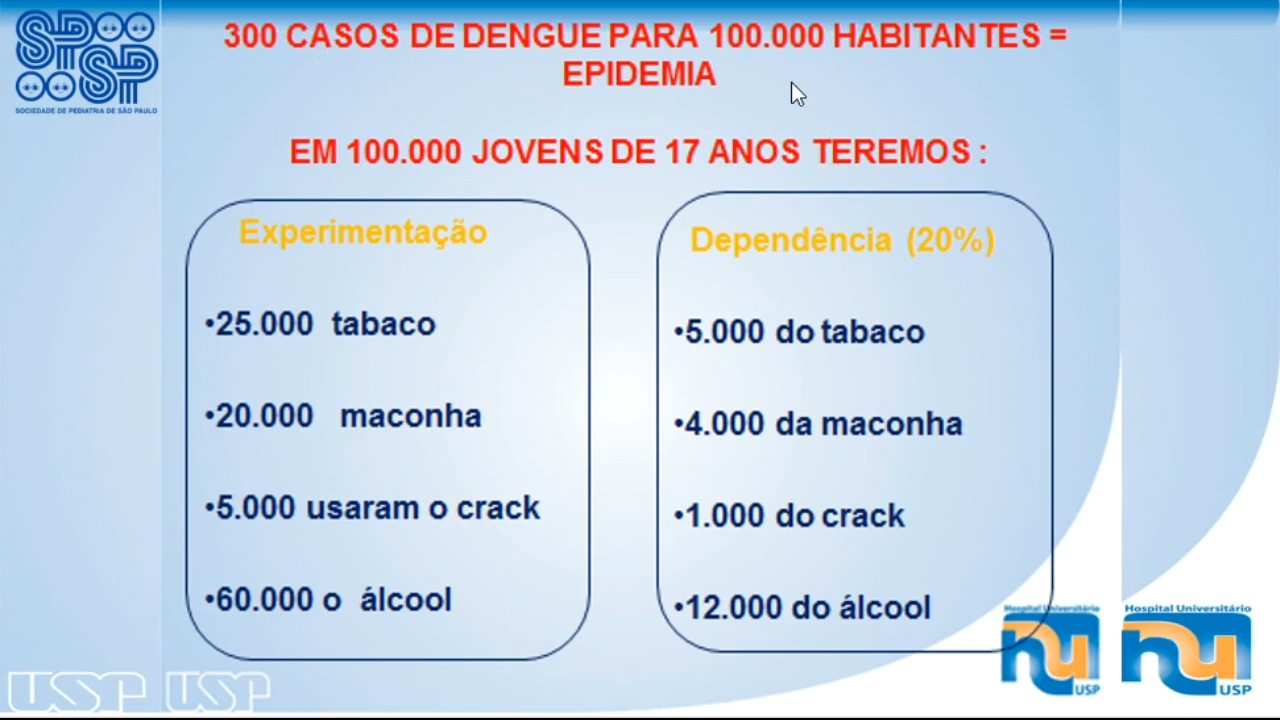 SPSP
SOCIEDADE DE PEDIATRIA DE SÃO PAULO
300 CASOS DE DENGUE PARA 100.000 HABITANTES =
EPIDEMIA
EM 100.000 JOVENS DE 17 ANOS TEREMOS :
Experimentação
•25.000 tabaco
•20.000 maconha
•5.000 usaram o crack
•60.000 o álcool
Dependência (20%)
•5.000 do tabaco
•4.000 da maconha
•1.000 do crack
•12.000 do álcool
Hospital Universitário
hu
USP
Hospital Universitário
hu
USP
USP USP